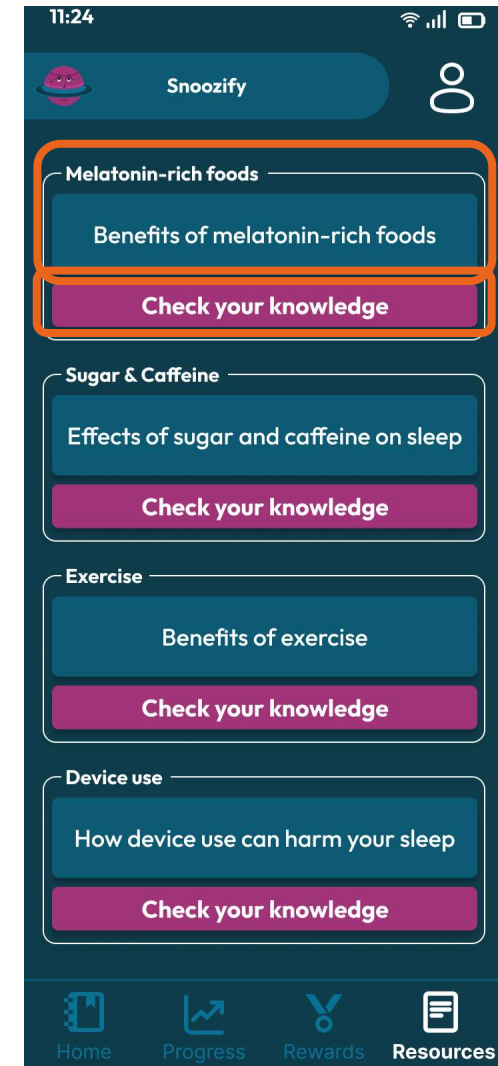 11:24
Snoozify
Melatonin-rich foods
Benefits of melatonin-rich foods
Check your knowledge
Sugar & Caffeine
Effects of sugar and caffeine on sleep
Check your knowledge
Exercise
Benefits of exercise
Check your knowledge
Device use
How device use can harm your sleep
Check your knowledge
Home Progress Rewards Resources